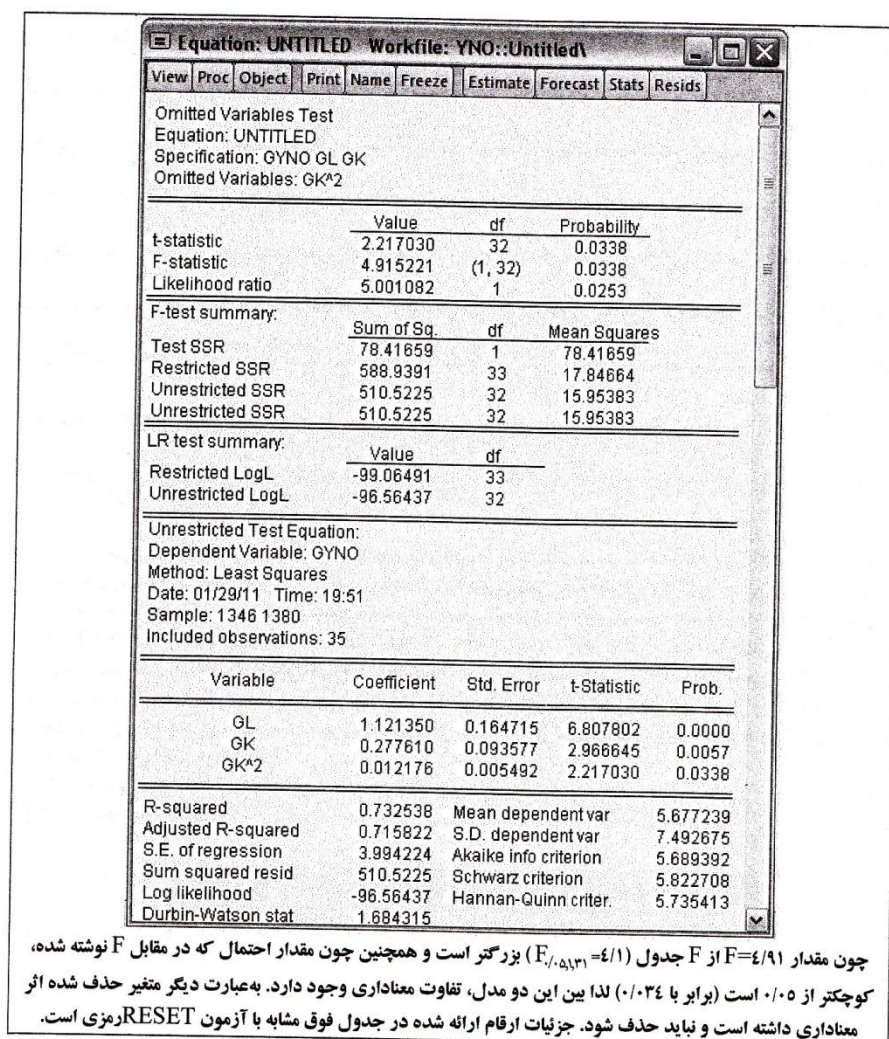 Equation: UNTITLED Workfile: YNO::Untitled\
View Proc Object Print Name Freeze Estimate Forecast Stats Resids
Omitted Variables Test
Equation: UNTITLED
Specification: GYNO GL GK
Omitted Variables: GK^2
Value df Probability
t-statistic 2.217030 32 0.0338
F-statistic 4.915221 (1, 32) 0.0338
Likelihood ratio 5.001082 1 0.0253
F-test summary:
Sum of Sq. df Mean Squares
Test SSR 78.41659 1 78.41659
Restricted SSR 588.9391 33 17.84664
Unrestricted SSR 510.5225 32 15.95383
Unrestricted SSR 510.5225 32 15.95383
LR test summary:
Value df
Restricted LogL -99.06491 33
Unrestricted LogL -96.56437 32
Unrestricted Test Equation:
Dependent Variable: GYNO
Method: Least Squares
Date: 01/29/11 Time: 19:51
Sample: 1346 1380
Included observations: 35
Variable Coefficient Std. Error t-Statistic Prob.
GL 1.121350 0.164715 6.807802 0.0000
GK 0.277610 0.093577 2.966645 0.0057
GK^2 0.012176 0.005492 2.217030 0.0338
R-squared 0.732538 Mean dependent var 5.677239
Adjusted R-squared 0.715822 S.D. dependent var 7.492675
S.E. of regression 3.994224 Akaike info criterion 5.689392
Sum squared resid 510.5225 Schwarz criterion 5.822708
Log likelihood -96.56437 Hannan-Quinn criter. 5.735413
Durbin-Watson stat 1.684315
چون مقدار F=٤/٩١ از F جدول (F٠/٠٥,١,٣١=٤/١) بزرگتر است و همچنین چون مقدار احتمال که در مقابل F نوشته شده،
کوچکتر از ٠/٠٥ است (برابر با ٠/٠٣٤) لذا بین این دو مدل، تفاوت معناداری وجود دارد. به‌عبارت دیگر متغیر حذف شده اثر
معناداری داشته است و نباید حذف شود. جزئیات ارقام ارائه شده در جدول فوق مشابه با آزمون RESET رمزی است.